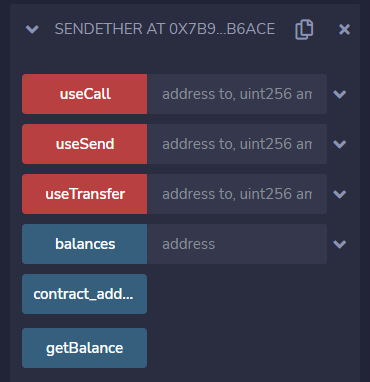 SENDETHER AT 0X7B9...B6ACE
useCall address to, uint256 am
useSend address to, uint256 am
useTransfer address to, uint256 am
balances address
contract_add...
getBalance